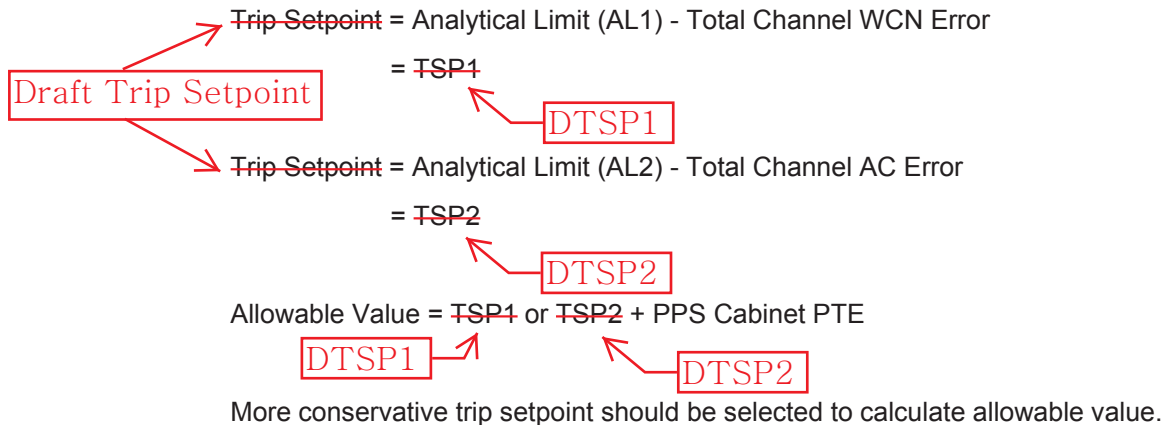 Trip Setpoint = Analytical Limit (AL1) - Total Channel WCN Error
= TSP1
Draft Trip Setpoint
DTSP1
Trip Setpoint = Analytical Limit (AL2) - Total Channel AC Error
= TSP2
DTSP2
Allowable Value = TSP1 or TSP2 + PPS Cabinet PTE
DTSP1
DTSP2
More conservative trip setpoint should be selected to calculate allowable value.